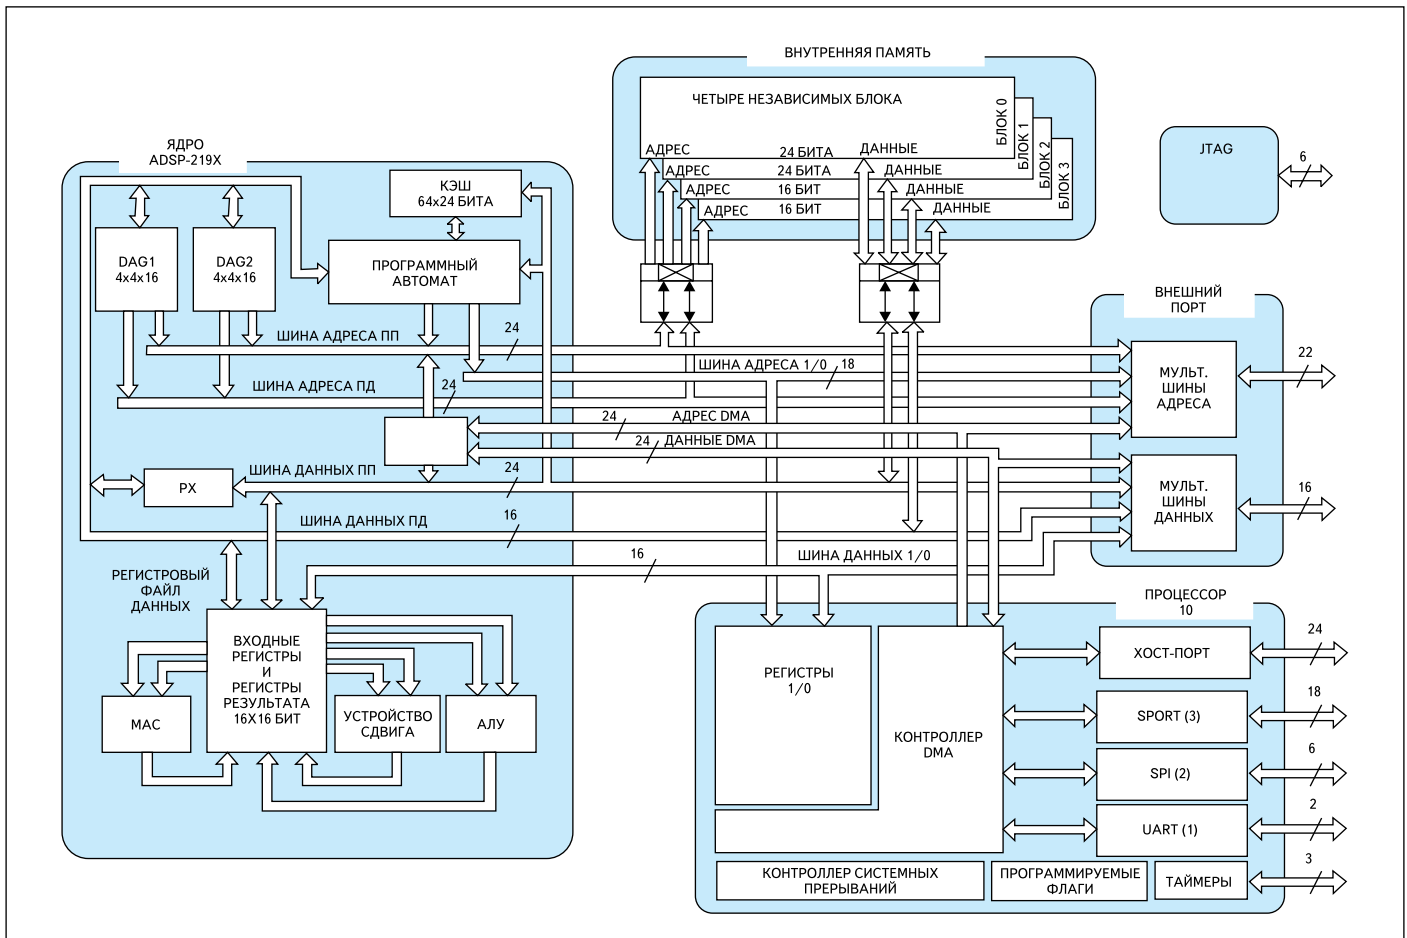 ВНУТРЕННЯЯ ПАМЯТЬ
ЧЕТЫРЕ НЕЗАВИСИМЫХ БЛОКА
БЛОК 0
БЛОК 1
БЛОК 2
БЛОК 3
АДРЕС 24 БИТА ДАННЫЕ
АДРЕС 24 БИТА ДАННЫЕ
АДРЕС 16 БИТ ДАННЫЕ
АДРЕС 16 БИТ ДАННЫЕ
JTAG
6
ЯДРО
ADSP-219X
КЭШ
64x24 БИТА
DAG1
4x4x16
DAG2
4x4x16
ПРОГРАММНЫЙ
АВТОМАТ
ШИНА АДРЕСА ПП
24
ШИНА АДРЕСА 1/0
18
ШИНА АДРЕСА ПД
24
24
АДРЕС DMA
24
ДАННЫЕ DMA
ШИНА ДАННЫХ ПП
24
PX
ШИНА ДАННЫХ ПД
16
16
ШИНА ДАННЫХ 1/0
РЕГИСТРОВЫЙ
ФАЙЛ
ДАННЫХ
ВХОДНЫЕ
РЕГИСТРЫ
И
РЕГИСТРЫ
РЕЗУЛЬТАТА
16X16 БИТ
МАС
УСТРОЙСТВО
СДВИГА
АЛУ
ВНЕШНИЙ
ПОРТ
МУЛЬТ.
ШИНЫ
АДРЕСА
22
МУЛЬТ.
ШИНЫ
ДАННЫХ
16
ПРОЦЕССОР
10
РЕГИСТРЫ
1/0
КОНТРОЛЛЕР
DMA
ХОСТ-ПОРТ
24
SPORT (3)
18
SPI (2)
6
UART (1)
2
КОНТРОЛЛЕР СИСТЕМНЫХ
ПРЕРЫВАНИЙ
ПРОГРАММИРУЕМЫЕ
ФЛАГИ
ТАЙМЕРЫ
3